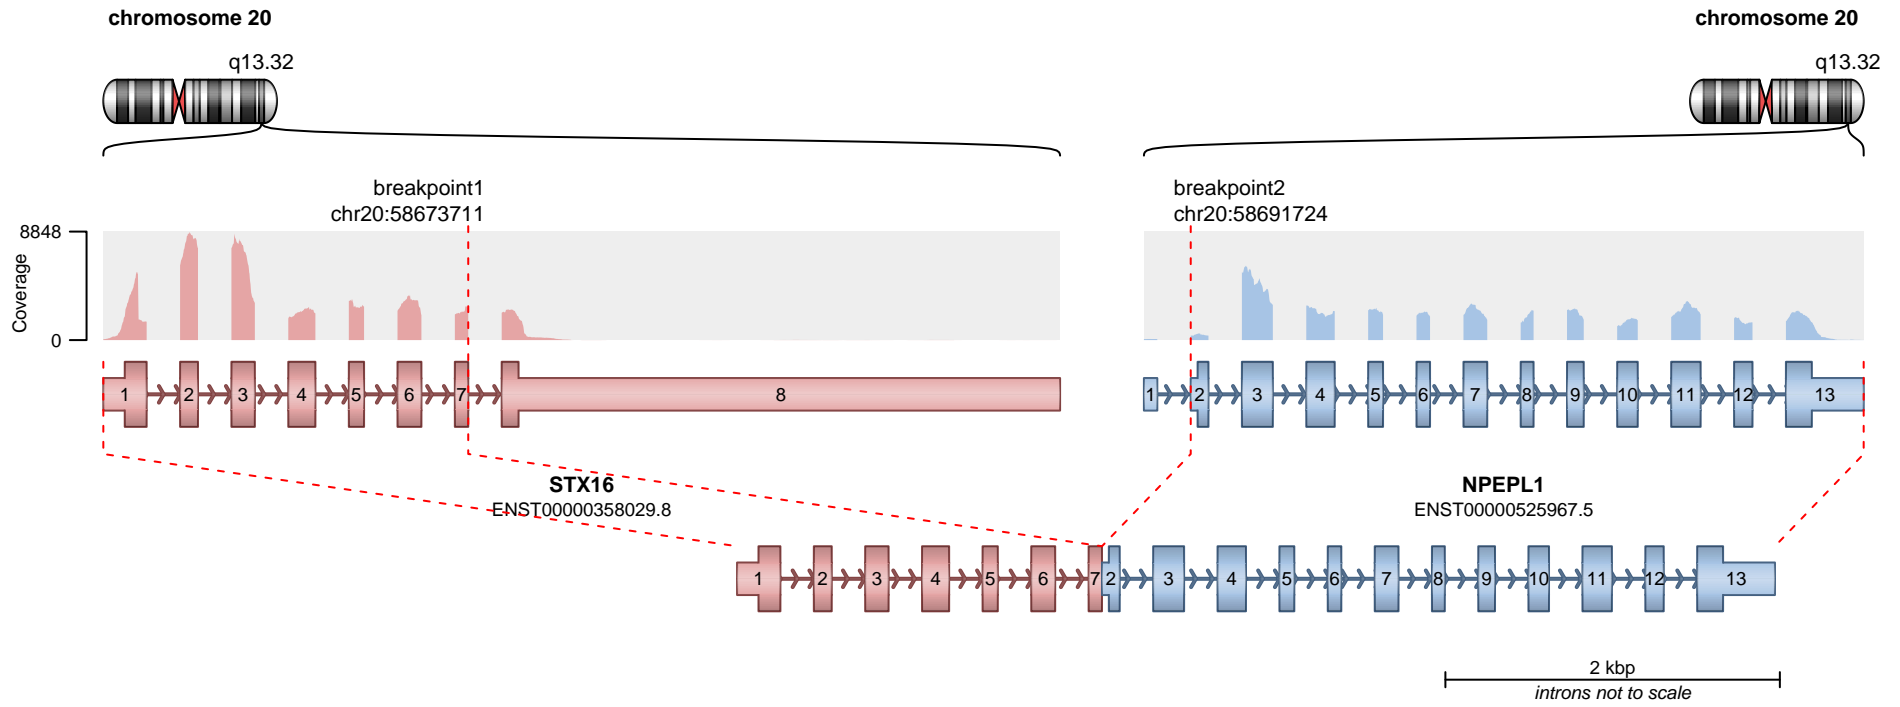 chromosome 20
chromosome 20
q13.32
q13.32
breakpoint1
chr20:58673711
breakpoint2
chr20:58691724
8848
Coverage
0
1 2 3 4 5 6 7 8
1 2 3 4 5 6 7 8 9 10 11 12 13
STX16
ENST00000358029.8
NPEPL1
ENST00000525967.5
1 2 3 4 5 6 7 2 3 4 5 6 7 8 9 10 11 12 13
2 kbp
introns not to scale